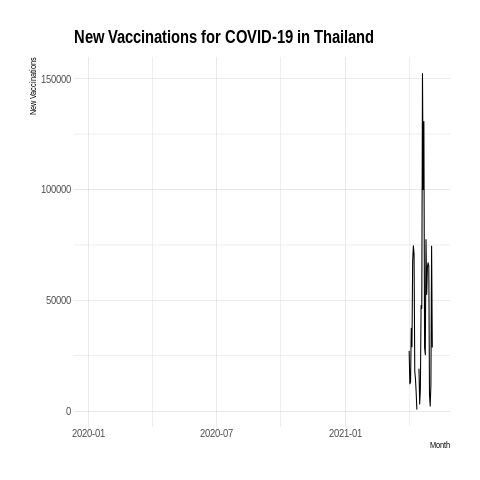 New Vaccinations for COVID-19 in Thailand
New Vaccinations
150000
100000
50000
0
2020-01
2020-07
2021-01
Month